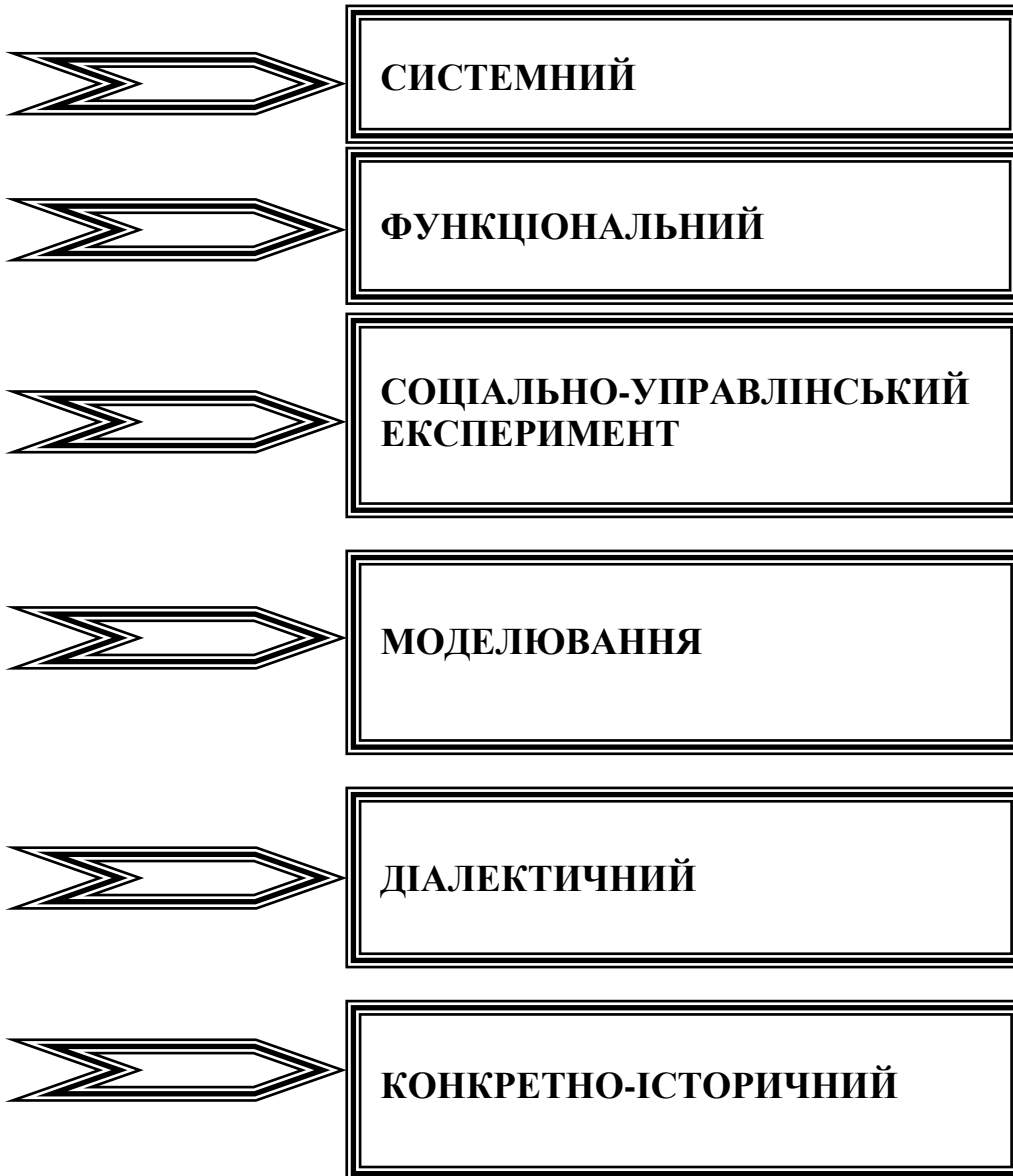 СИСТЕМНИЙ
ФУНКЦІОНАЛЬНИЙ
СОЦІАЛЬНО-УПРАВЛІНСЬКИЙ
ЕКСПЕРИМЕНТ
МОДЕЛЮВАННЯ
ДІАЛЕКТИЧНИЙ
КОНКРЕТНО-ІСТОРИЧНИЙ